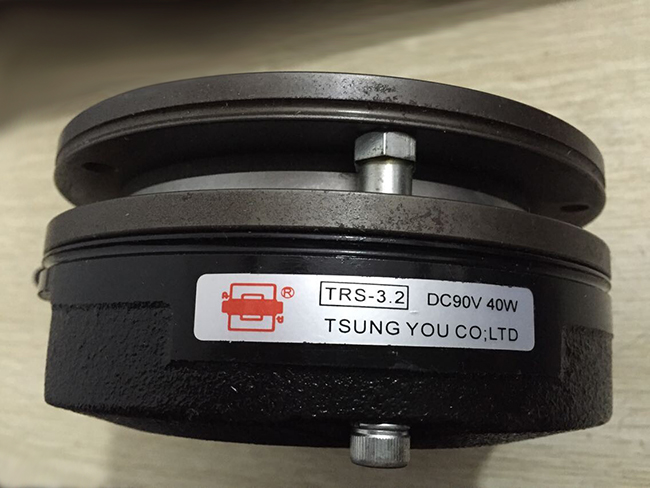 ® TRS-3.2 DC90V 40W
TSUNG YOU CO;LTD